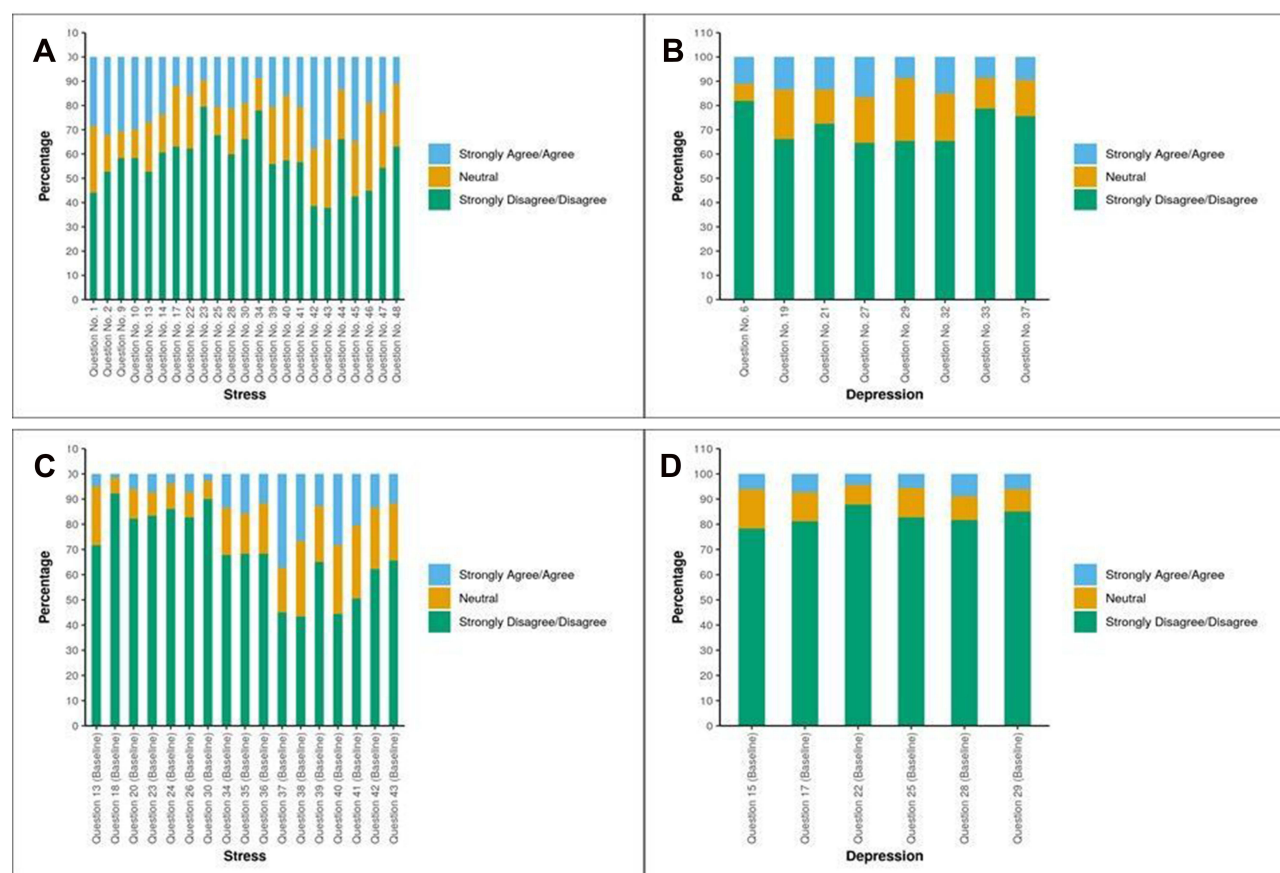 A
10
30
90
80
70
60
50
40
30
20
10
0
Percentage
Question No. 1
Question No. 2
Question No. 9
Question No. 10
Question No. 13
Question No. 14
Question No. 17
Question No. 22
Question No. 23
Question No. 25
Question No. 28
Question No. 30
Question No. 34
Question No. 39
Question No. 40
Question No. 41
Question No. 42
Question No. 43
Question No. 44
Question No. 45
Question No. 46
Question No. 47
Question No. 48
Stress
Strongly Agree/Agree
Neutral
Strongly Disagree/Disagree
B
110
100
90
80
70
60
50
40
30
20
10
0
Percentage
Question No. 6
Question No. 19
Question No. 21
Question No. 27
Question No. 29
Question No. 32
Question No. 33
Question No. 37
Depression
Strongly Agree/Agree
Neutral
Strongly Disagree/Disagree
C
10
30
90
80
70
60
50
40
30
20
10
0
Percentage
Question 13 (Baseline)
Question 18 (Baseline)
Question 20 (Baseline)
Question 23 (Baseline)
Question 24 (Baseline)
Question 26 (Baseline)
Question 30 (Baseline)
Question 34 (Baseline)
Question 35 (Baseline)
Question 36 (Baseline)
Question 37 (Baseline)
Question 38 (Baseline)
Question 39 (Baseline)
Question 40 (Baseline)
Question 41 (Baseline)
Question 42 (Baseline)
Question 43 (Baseline)
Stress
Strongly Agree/Agree
Neutral
Strongly Disagree/Disagree
D
110
100
90
80
70
60
50
40
30
20
10
0
Percentage
Question 15 (Baseline)
Question 17 (Baseline)
Question 22 (Baseline)
Question 25 (Baseline)
Question 28 (Baseline)
Question 29 (Baseline)
Depression
Strongly Agree/Agree
Neutral
Strongly Disagree/Disagree